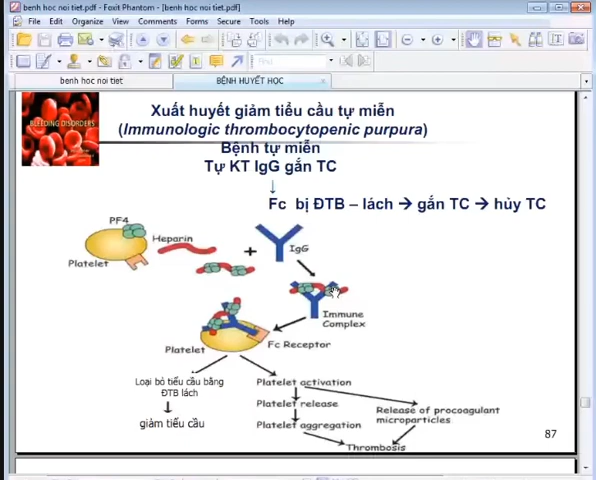 benh hoc noi tiet.pdf - Foxit Phantom - [benh hoc noi tiet.pdf]
File Edit Organize View Comments Forms Secure Tools Help
Find
benh hoc noi tiet
BỆNH HUYẾT HỌC
BLEEDING DISORDERS
Xuất huyết giảm tiểu cầu tự miễn
(Immunologic thrombocytopenic purpura)
Bệnh tự miễn
Tự KT IgG gắn TC
↓
Fc bị ĐTB – lách → gắn TC → hủy TC
PF4
Heparin
Platelet
+
IgG
Immune
Complex
Fc Receptor
Platelet
Loại bỏ tiểu cầu bằng
ĐTB lách
giảm tiểu cầu
Platelet activation
Platelet release
Platelet aggregation
Release of procoagulant
microparticles
Thrombosis
87